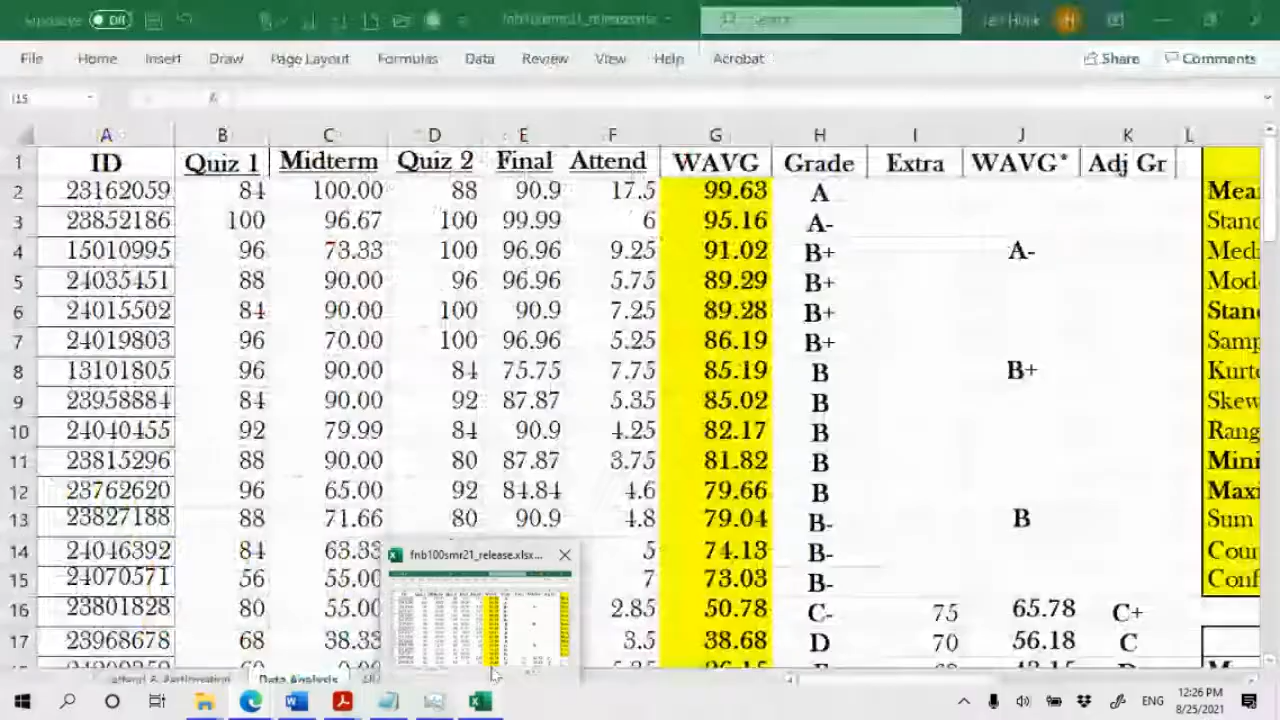 Off
fnb100smr21_release.xlsx
File Home Insert Draw Page Layout Formulas Data Review View Help Acrobat Share Comments
I15
A B C D E F G H I J K L
1 ID Quiz 1 Midterm Quiz 2 Final Attend WAVG Grade Extra WAVG* Adj Gr
2 23162059 84 100.00 88 90.9 17.5 99.63 A
3 23852186 100 96.67 100 99.99 6 95.16 A- Stand
4 15010995 96 73.33 100 96.96 9.25 91.02 B+ A-
5 24035451 88 90.00 96 96.96 5.75 89.29 B+
6 24015502 84 90.00 100 90.9 7.25 89.28 B+ Stan
7 24019803 96 70.00 100 96.96 5.25 86.19 B+ Samp
8 13101805 96 90.00 84 75.75 7.75 85.19 B B+ Kurto
9 23958884 84 90.00 92 87.87 5.35 85.02 B Skew
10 24040455 92 79.99 84 90.9 4.25 82.17 B Rang
11 23815296 88 90.00 80 87.87 3.75 81.82 B Mini
12 23762620 96 65.00 92 84.84 4.6 79.66 B Maxi
13 23827188 88 71.66 80 90.9 4.8 79.04 B- B Sum
14 24046392 84 63.33 5 74.13 B- Cou
15 24070571 56 55.00 7 73.03 B- Conf
16 23801828 80 55.00 2.85 50.78 C- 75 65.78 C+
17 23968678 68 38.33 3.5 38.68 D 70 56.18 C
fnb100smr21_release.xlsx...
Data Analysis
ENG
12:26 PM
8/25/2021